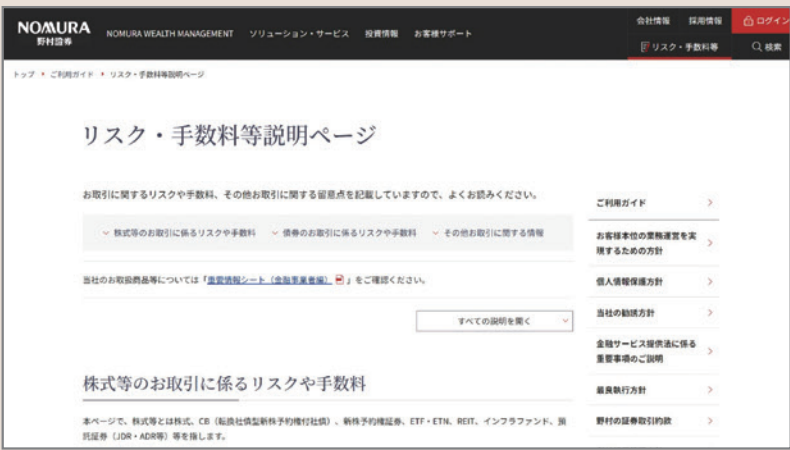 NOMURA
野村證券
NOMURA WEALTH MANAGEMENT ソリューション・サービス 投資情報 お客様サポート
会社情報 採用情報 ログイン
リスク・手数料等 検索
トップ ご利用ガイド リスク・手数料等説明ページ
リスク・手数料等説明ページ
お取引に関するリスクや手数料、その他お取引に関する留意点を記載していますので、よくお読みください。
株式等のお取引に係るリスクや手数料 債券のお取引に係るリスクや手数料 その他お取引に関する情報
当社のお取扱商品等については「重要情報シート（金融事業者編）」をご確認ください。
すべての説明を開く
株式等のお取引に係るリスクや手数料
本ページで、株式等とは株式、CB（転換社債型新株予約権付社債）、新株予約権証券、ETF・ETN、REIT、インフラファンド、預
託証券（JDR・ADR等）等を指します。
ご利用ガイド
お客様本位の業務運営を実
現するための方針
個人情報保護方針
当社の勧誘方針
金融サービス提供法に係る
重要事項のご説明
最良執行方針
野村の証券取引約款